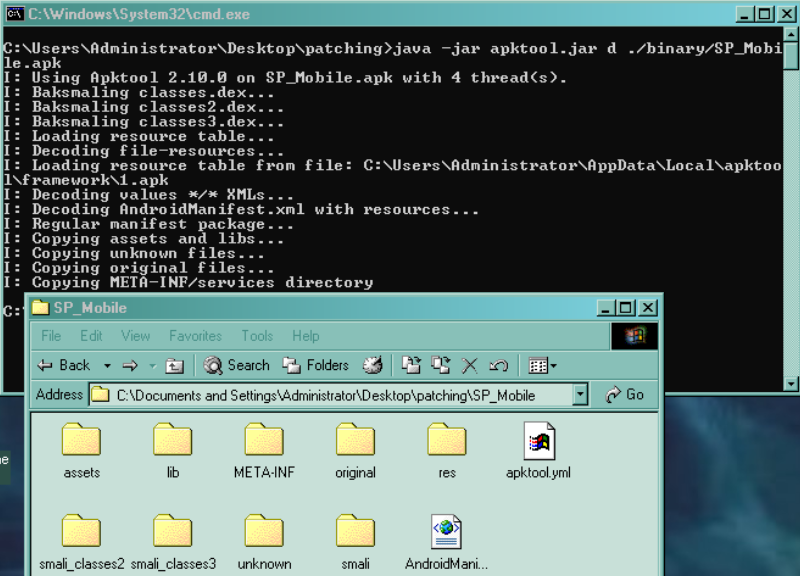 C:\Windows\System32\cmd.exe
C:\Users\Administrator\Desktop\patching>java -jar apktool.jar d ./binary/SP_Mobi
le.apk
I: Using Apktool 2.10.0 on SP_Mobile.apk with 4 thread(s).
I: Baksmaling classes.dex...
I: Baksmaling classes2.dex...
I: Baksmaling classes3.dex...
I: Loading resource table...
I: Decoding file-resources...
I: Loading resource table from file: C:\Users\Administrator\AppData\Local\apktoo
l\framework\1.apk
I: Decoding values */* XMLs...
I: Decoding AndroidManifest.xml with resources...
I: Regular manifest package...
I: Copying assets and libs...
I: Copying unknown files...
I: Copying original files...
I: Copying META-INF/services directory
C:
SP_Mobile
File Edit View Favorites Tools Help
Back Search Folders
Address C:\Documents and Settings\Administrator\Desktop\patching\SP_Mobile Go
assets lib META-INF original res apktool.yml
smali_classes2 smali_classes3 unknown smali AndroidMani...